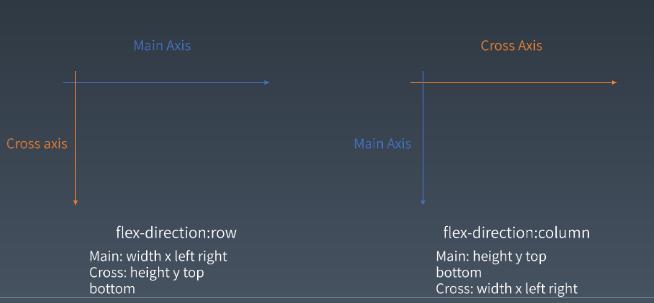 Main Axis
Cross axis
flex-direction:row
Main: width x left right
Cross: height y top
bottom
Cross Axis
Main Axis
flex-direction:column
Main: height y top
bottom
Cross: width x left right